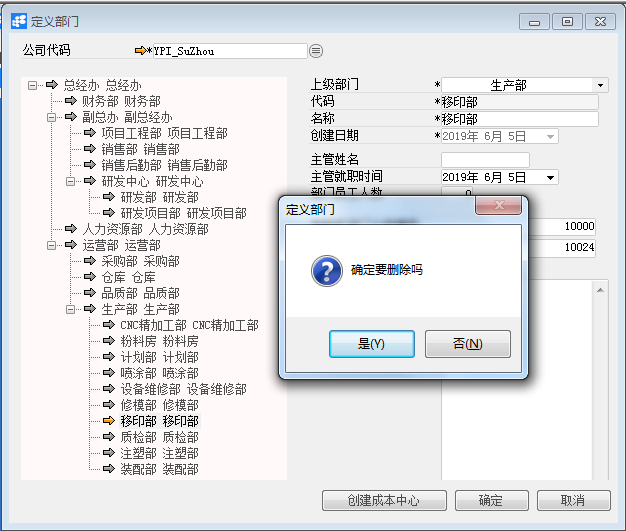 定义部门
公司代码 *YPI_SuZhou
总经办 总经办
财务部 财务部
副总办 副总经办
项目工程部 项目工程部
销售部 销售部
销售后勤部 销售后勤部
研发中心 研发中心
研发部 研发部
研发项目部 研发项目部
人力资源部 人力资源部
运营部 运营部
采购部 采购部
仓库 仓库
品质部 品质部
生产部 生产部
CNC精加工部 CNC精加工部
粉料房 粉料房
计划部 计划部
喷涂部 喷涂部
设备维修部 设备维修部
修模部 修模部
移印部 移印部
质检部 质检部
注塑部 注塑部
装配部 装配部
上级部门 * 生产部
代码 *移印部
名称 *移印部
创建日期 *2019年 6月 5日
主管姓名
主管就职时间 2019年 6月 5日
部门员工人数 0
10000
10024
定义部门
确定要删除吗
是(Y) 否(N)
创建成本中心 确定 取消